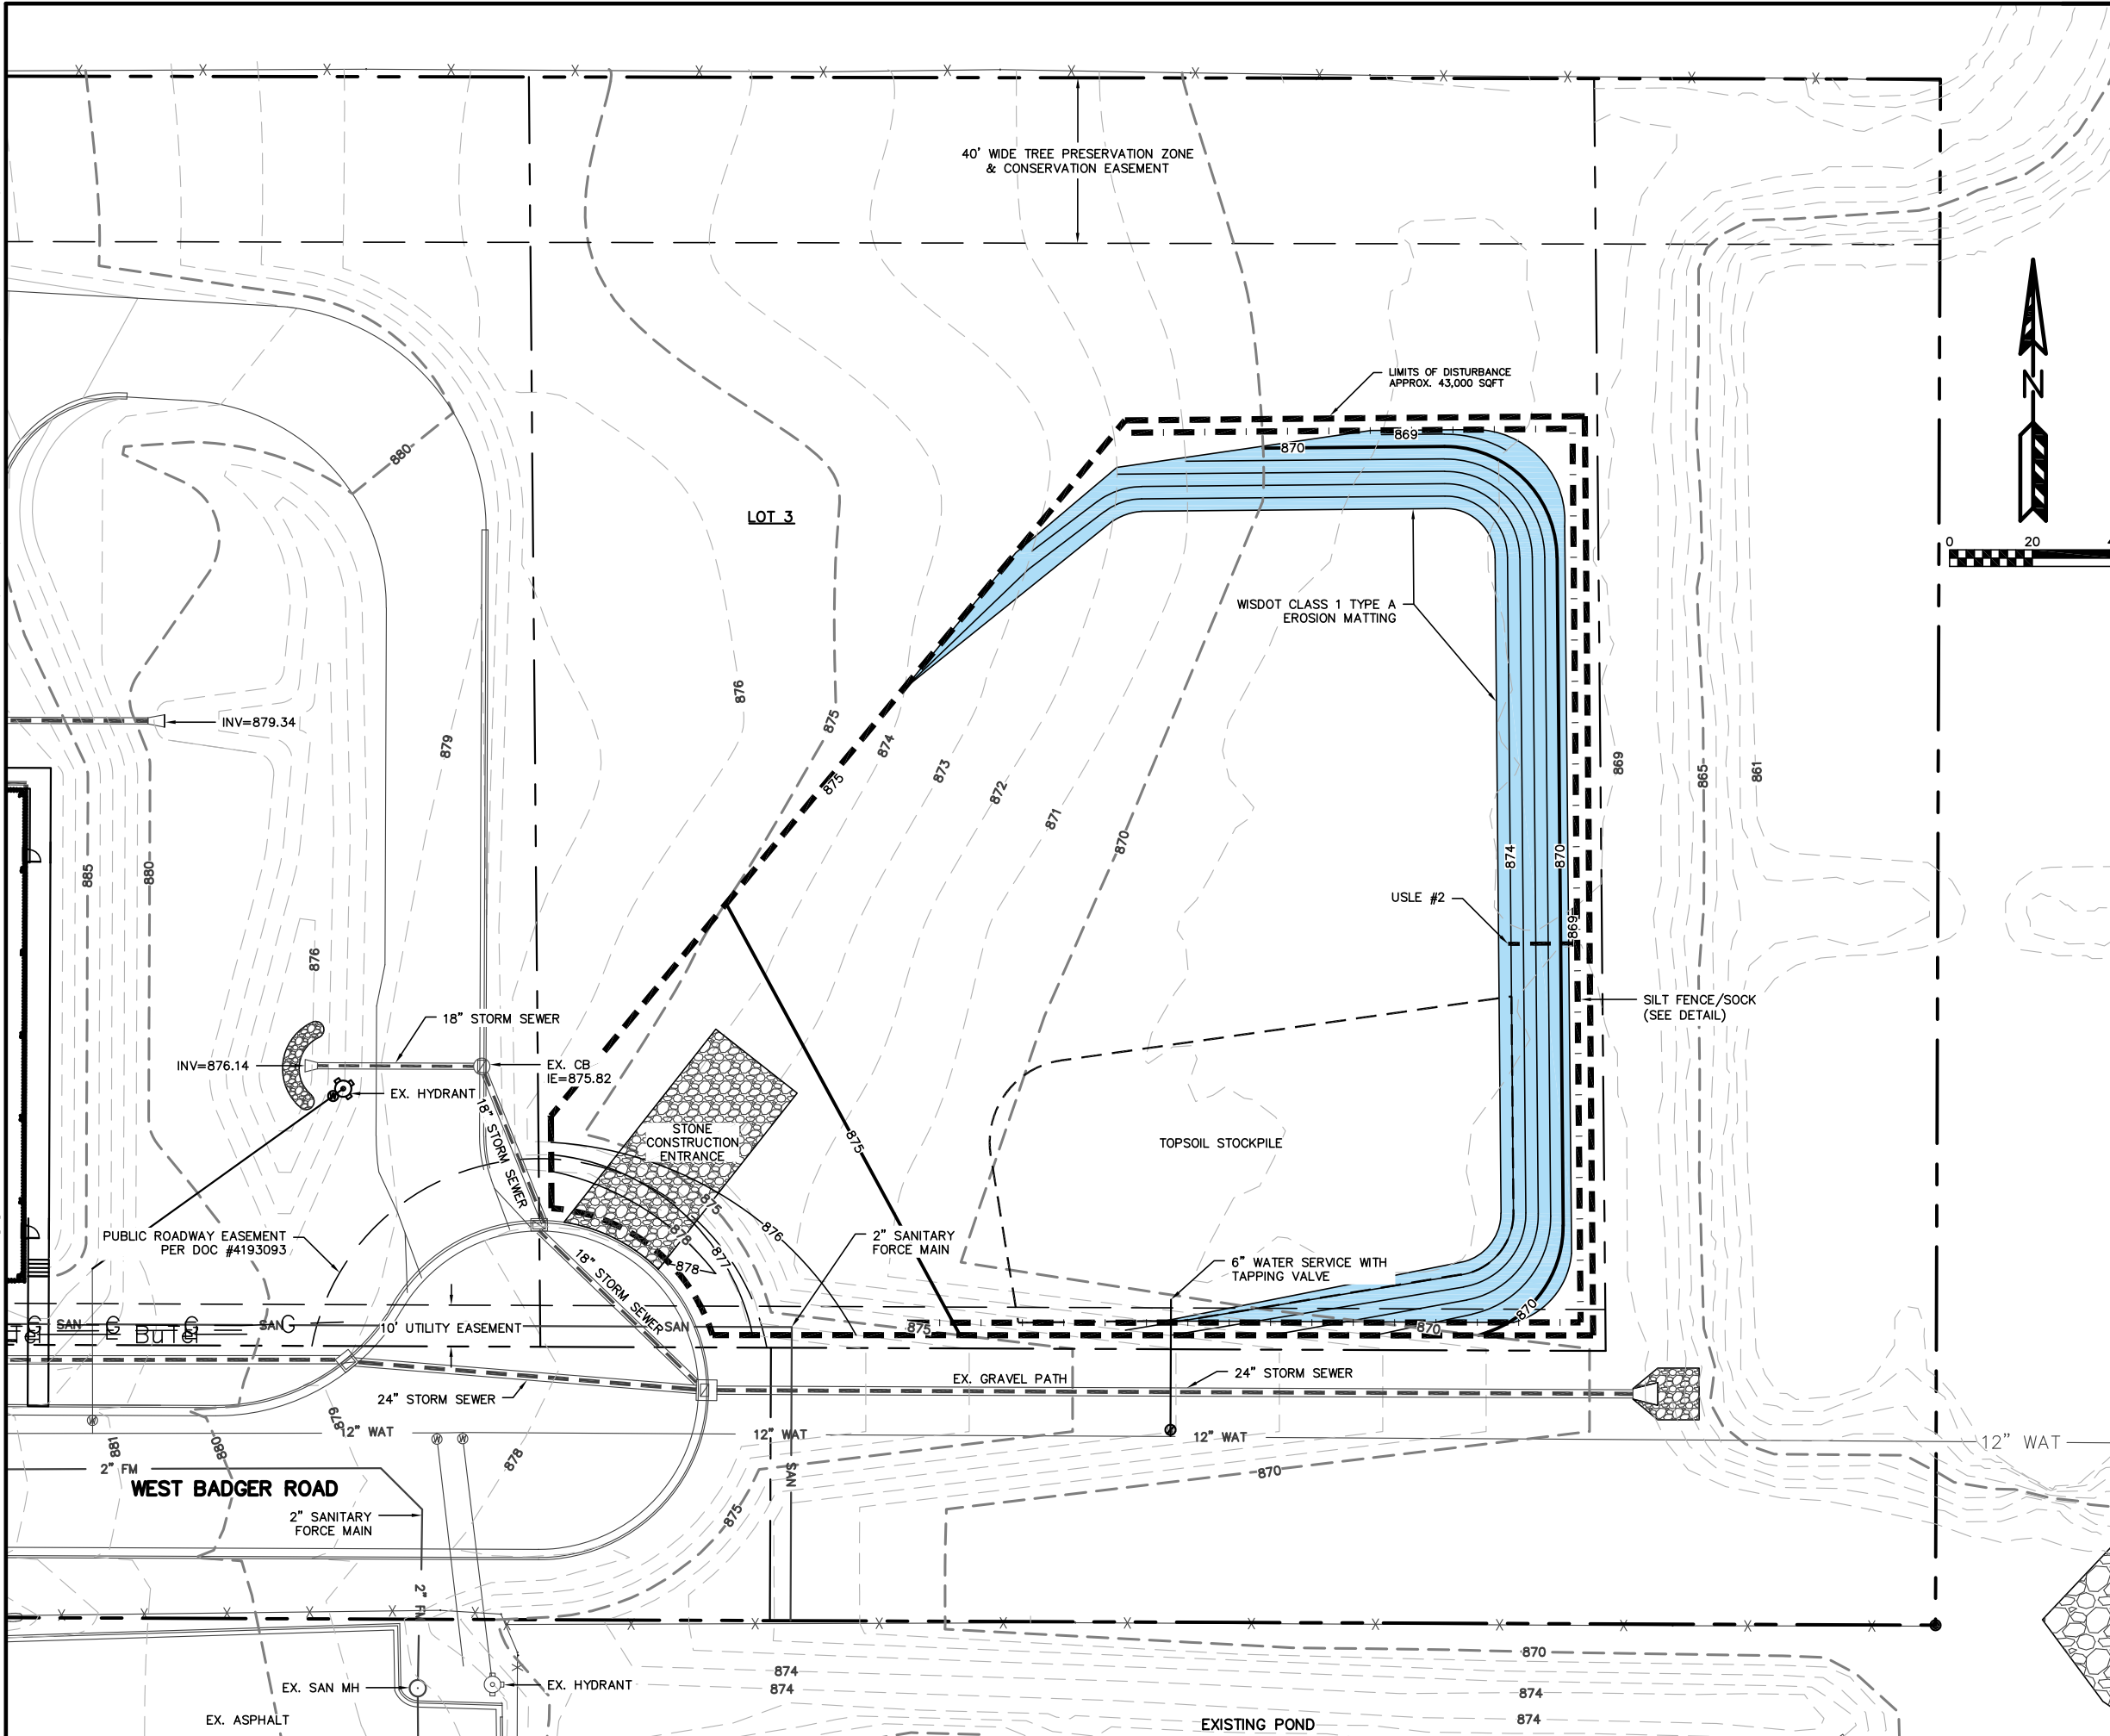 40' WIDE TREE PRESERVATION ZONE
& CONSERVATION EASEMENT
N
0 20
LIMITS OF DISTURBANCE
APPROX. 43,000 SQFT
869
870
880
LOT 3
WISDOT CLASS 1 TYPE A
EROSION MATTING
876
875
874
873
872
871
870
875
INV=879.34
879
869
865
861
885
880
874
870
869
USLE #2
876
SILT FENCE/SOCK
(SEE DETAIL)
18" STORM SEWER
INV=876.14
EX. CB
IE=875.82
EX. HYDRANT
18" STORM SEWER
STONE
CONSTRUCTION
ENTRANCE
875
TOPSOIL STOCKPILE
PUBLIC ROADWAY EASEMENT
PER DOC #4193093
875
878
877
876
878
2" SANITARY
FORCE MAIN
6" WATER SERVICE WITH
TAPPING VALVE
18" STORM SEWER
G SAN G G SAN G
E BuTel
10' UTILITY EASEMENT
SAN
875
870
870
EX. GRAVEL PATH
24" STORM SEWER
24" STORM SEWER
879
12" WAT
12" WAT
12" WAT
12" WAT
881
880
878
SAN
870
2" FM
WEST BADGER ROAD
2" SANITARY
FORCE MAIN
875
2" FM
870
874
874
874
874
EX. SAN MH
EX. HYDRANT
EX. ASPHALT
EXISTING POND